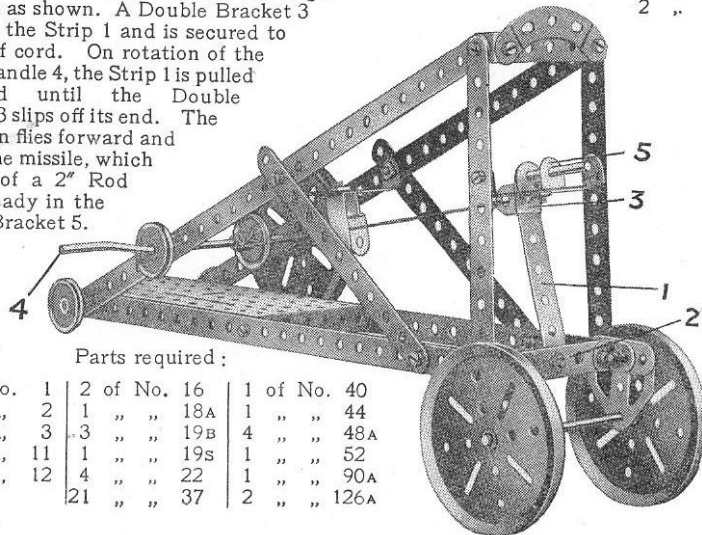 as shown. A Double Bracket 3
the Strip 1 and is secured to
f cord. On rotation of the
andle 4, the Strip 1 is pulled
d until the Double
3 slips off its end. The
n flies forward and
e missile, which
of a 2″ Rod
ady in the
racket 5.
2 ,,
5
3
1
2
4
Parts required :
o. 1 | 2 of No. 16 | 1 of No. 40
,, 2 | 1 ,, ,, 18A | 1 ,, ,, 44
,, 3 | 3 ,, ,, 19B | 4 ,, ,, 48A
,, 11 | 1 ,, ,, 19S | 1 ,, ,, 52
,, 12 | 4 ,, ,, 22 | 1 ,, ,, 90A
21 ,, ,, 37 | 2 ,, ,, 126A